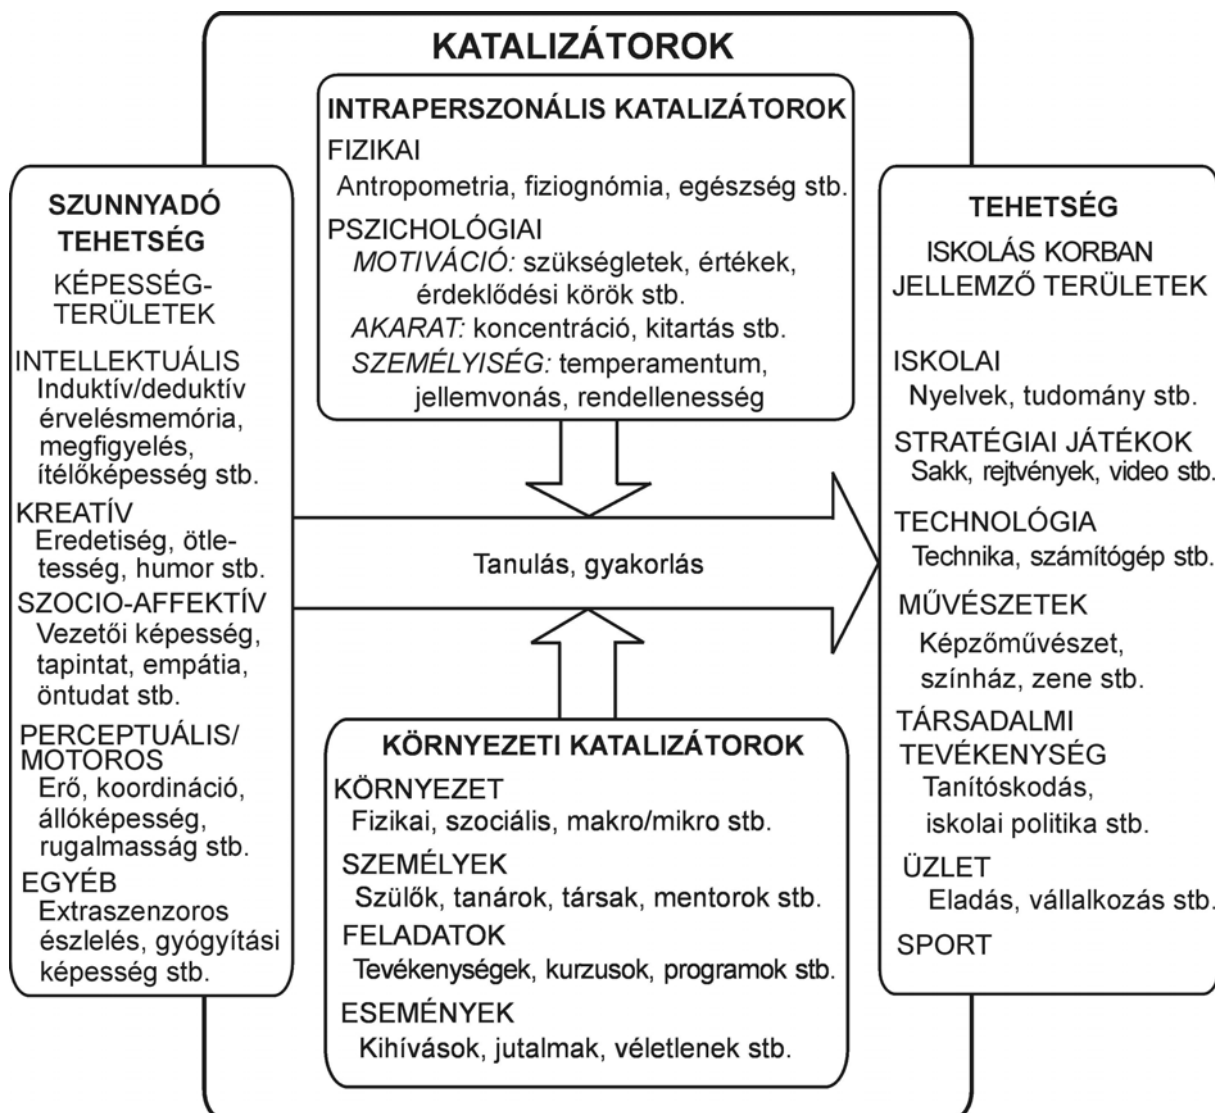 KATALIZÁTOROK
INTRAPERSZONÁLIS KATALIZÁTOROK
FIZIKAI
Antropometria, fiziognómia, egészség stb.
PSZICHOLÓGIAI
MOTIVÁCIÓ: szükségletek, értékek,
érdeklődési körök stb.
AKARAT: koncentráció, kitartás stb.
SZEMÉLYISÉG: temperamentum,
jellemvonás, rendellenesség
SZUNNYADÓ
TEHETSÉG
KÉPESSÉG-
TERÜLETEK
INTELLEKTUÁLIS
Induktív/deduktív
érvelésmemória,
megfigyelés,
ítélőképesség stb.
KREATÍV
Eredetiség, ötle-
tesség, humor stb.
SZOCIO-AFFEKTÍV
Vezetői képesség,
tapintat, empátia,
öntudat stb.
PERCEPTUÁLIS/
MOTOROS
Erő, koordináció,
állóképesség,
rugalmasság stb.
EGYÉB
Extraszenzoros
észlelés, gyógyítási
képesség stb.
Tanulás, gyakorlás
KÖRNYEZETI KATALIZÁTOROK
KÖRNYEZET
Fizikai, szociális, makro/mikro stb.
SZEMÉLYEK
Szülők, tanárok, társak, mentorok stb.
FELADATOK
Tevékenységek, kurzusok, programok stb.
ESEMÉNYEK
Kihívások, jutalmak, véletlenek stb.
TEHETSÉG
ISKOLÁS KORBAN
JELLEMZŐ TERÜLETEK
ISKOLAI
Nyelvek, tudomány stb.
STRATÉGIAI JÁTÉKOK
Sakk, rejtvények, video stb.
TECHNOLÓGIA
Technika, számítógép stb.
MŰVÉSZETEK
Képzőművészet,
színház, zene stb.
TÁRSADALMI
TEVÉKENYSÉG
Tanítóskodás,
iskolai politika stb.
ÜZLET
Eladás, vállalkozás stb.
SPORT